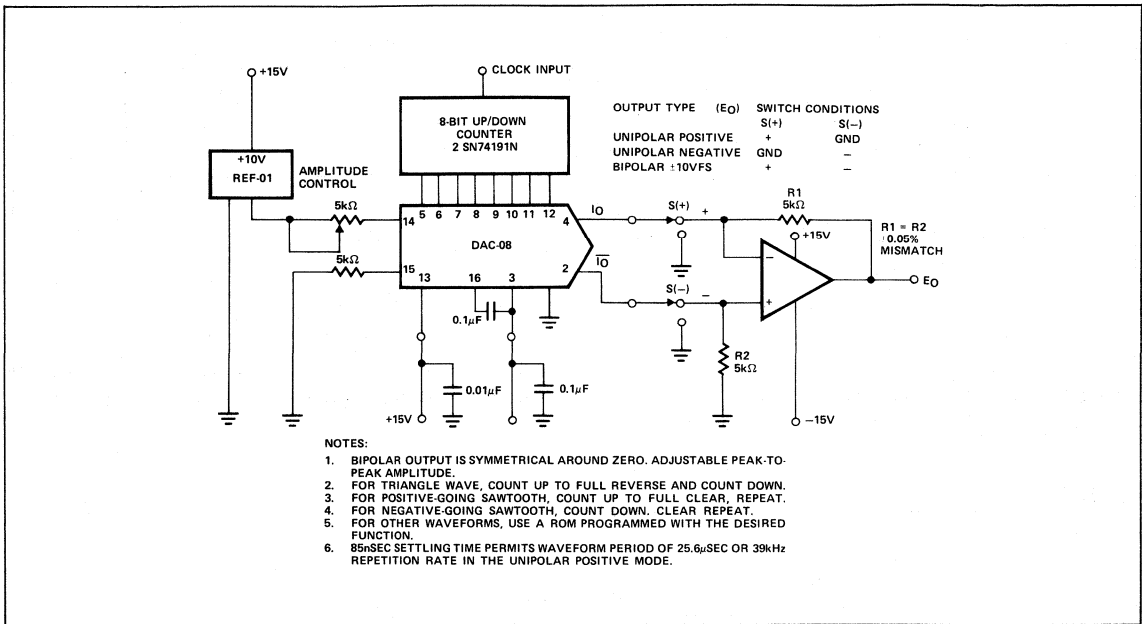 +15V
+10V
REF-01
AMPLITUDE
CONTROL
5kΩ
5kΩ
CLOCK INPUT
8-BIT UP/DOWN
COUNTER
2 SN74191N
5 6 7 8 9 10 11 12
14
15
DAC-08
4
2
13
16
3
IO
IO
0.1μF
0.01μF
0.1μF
+15V
OUTPUT TYPE (EO) SWITCH CONDITIONS
S(+) S(−)
UNIPOLAR POSITIVE + GND
UNIPOLAR NEGATIVE GND −
BIPOLAR ±10VFS + −
S(+)
+
S(−)
−
R1
5kΩ
+15V
−
+
R1 = R2
0.05%
MISMATCH
EO
R2
5kΩ
−15V
NOTES:
1. BIPOLAR OUTPUT IS SYMMETRICAL AROUND ZERO. ADJUSTABLE PEAK-TO-
PEAK AMPLITUDE.
2. FOR TRIANGLE WAVE, COUNT UP TO FULL REVERSE AND COUNT DOWN.
3. FOR POSITIVE-GOING SAWTOOTH, COUNT UP TO FULL CLEAR, REPEAT.
4. FOR NEGATIVE-GOING SAWTOOTH, COUNT DOWN. CLEAR REPEAT.
5. FOR OTHER WAVEFORMS, USE A ROM PROGRAMMED WITH THE DESIRED
FUNCTION.
6. 85nSEC SETTLING TIME PERMITS WAVEFORM PERIOD OF 25.6μSEC OR 39kHz
REPETITION RATE IN THE UNIPOLAR POSITIVE MODE.